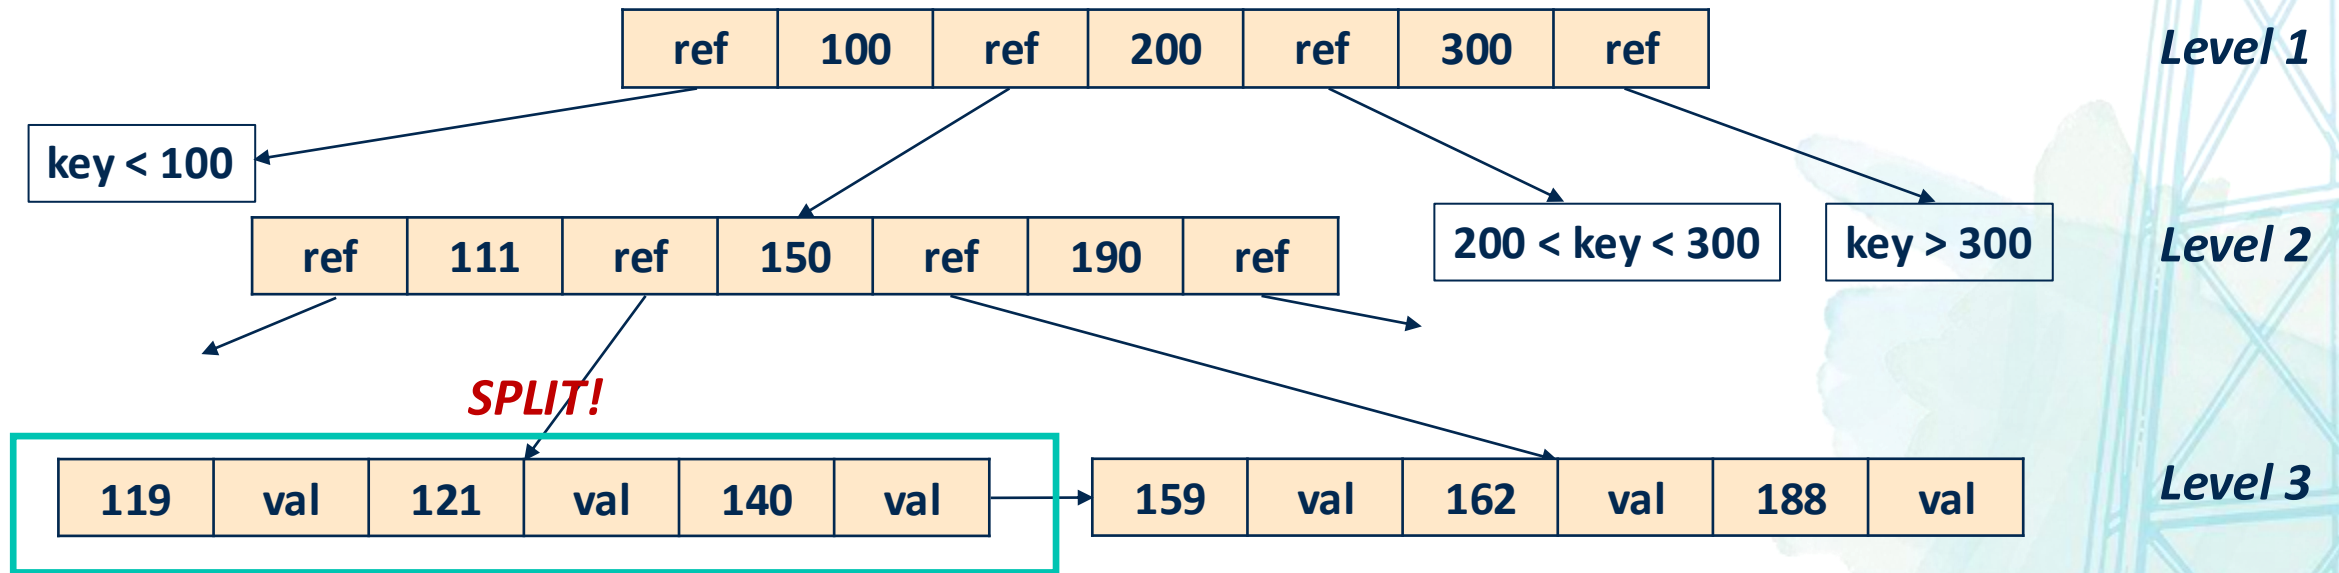 ref 100 ref 200 ref 300 ref
Level 1
key < 100
ref 111 ref 150 ref 190 ref
200 < key < 300
key > 300
Level 2
SPLIT!
119 val 121 val 140 val
159 val 162 val 188 val
Level 3